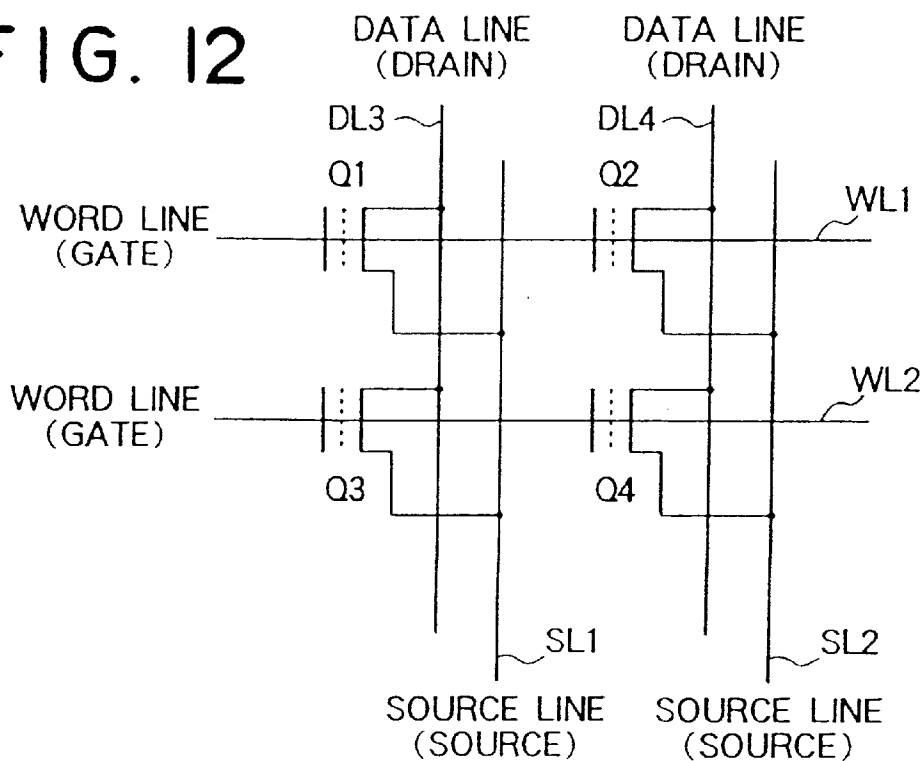 FIG. 12
DATA LINE
(DRAIN)
DATA LINE
(DRAIN)
DL3
DL4
Q1
Q2
WL1
WORD LINE
(GATE)
WL2
WORD LINE
(GATE)
Q3
Q4
SL1
SL2
SOURCE LINE
(SOURCE)
SOURCE LINE
(SOURCE)